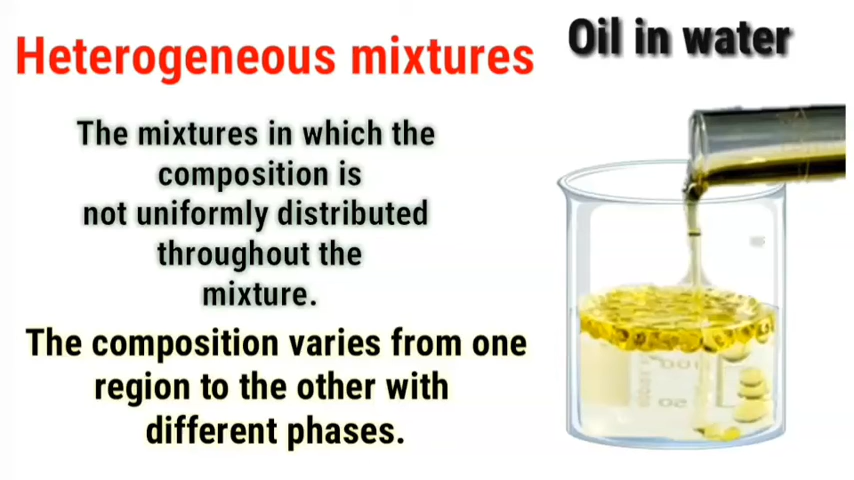 Heterogeneous mixtures
Oil in water
The mixtures in which the
composition is
not uniformly distributed
throughout the
mixture.
The composition varies from one
region to the other with
different phases.